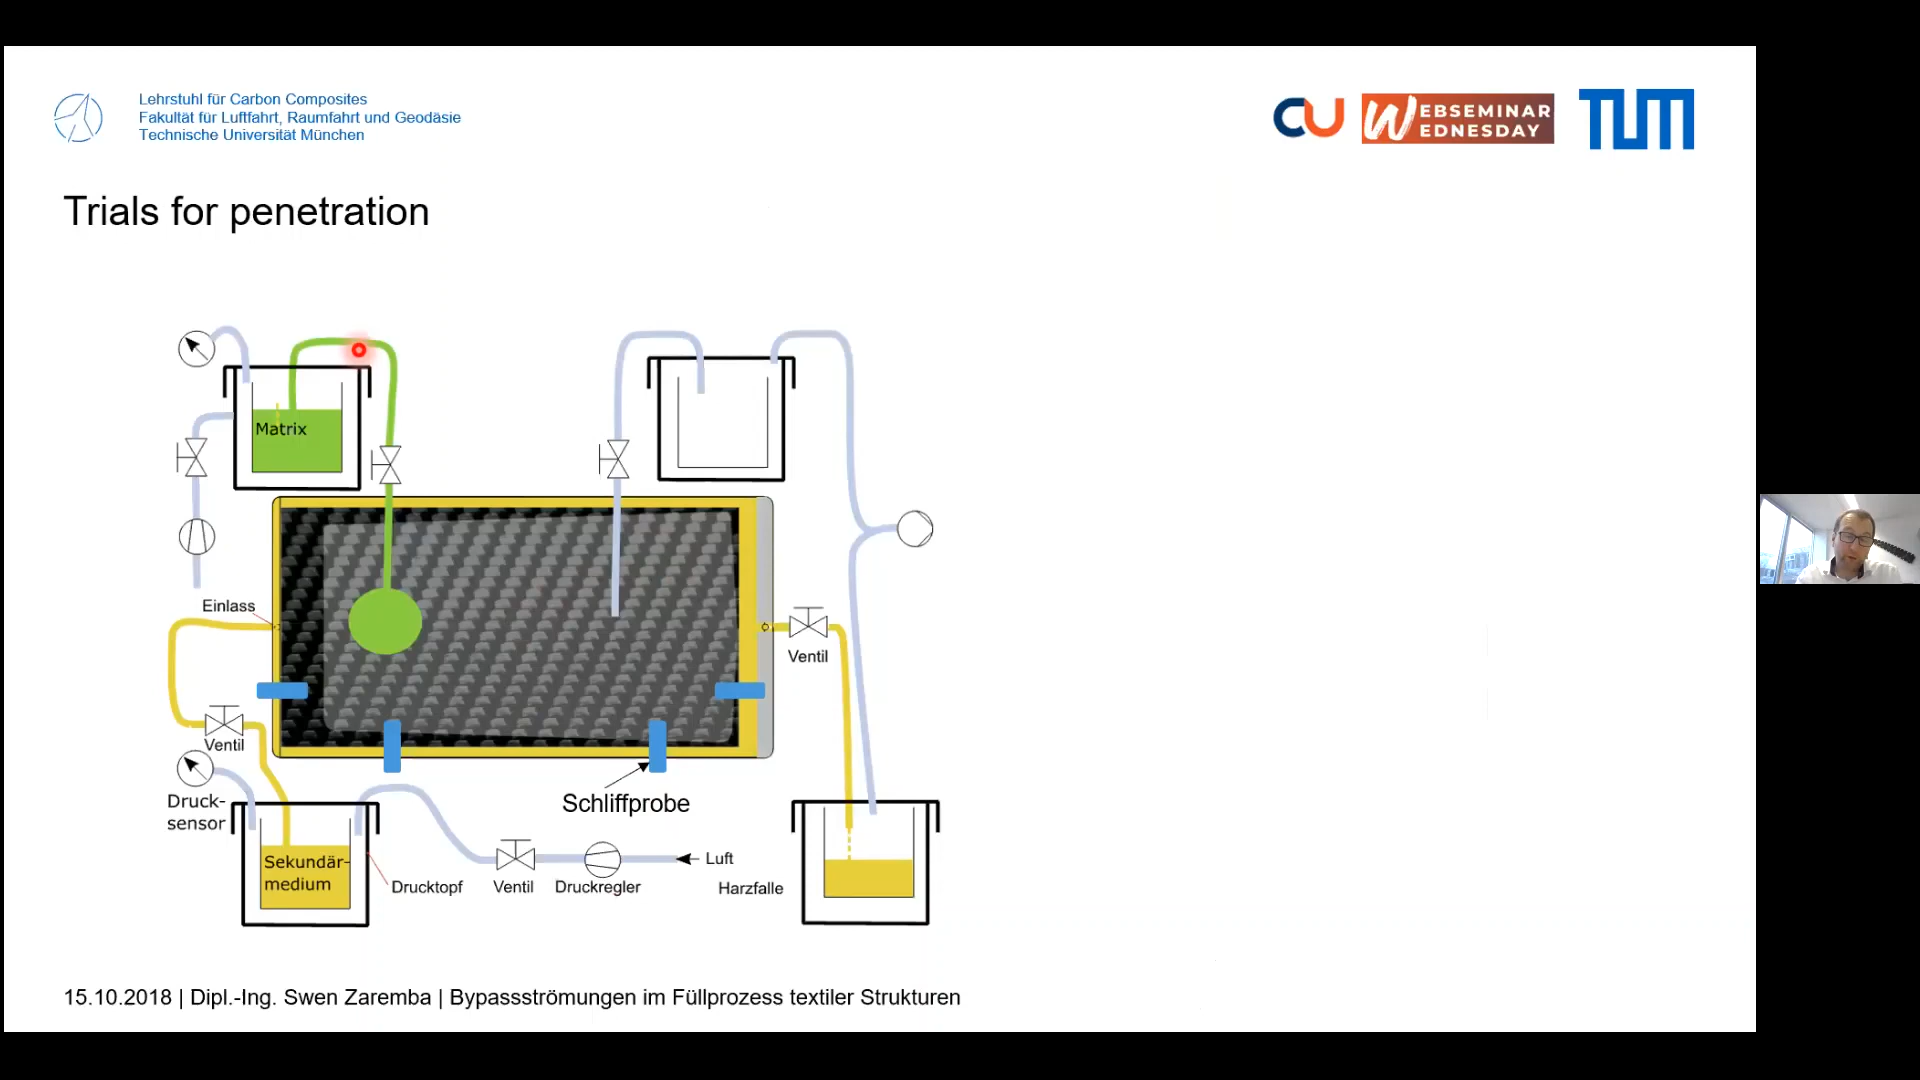 Lehrstuhl für Carbon Composites
Fakultät für Luftfahrt, Raumfahrt und Geodäsie
Technische Universität München
CU
WEBSEMINAR
WEDNESDAY
TUM
Trials for penetration
Matrix
Einlass
Ventil
Ventil
Druck-
sensor
Schliffprobe
Sekundär-
medium
Drucktopf
Ventil
Druckregler
Luft
Harzfalle
15.10.2018 | Dipl.-Ing. Swen Zaremba | Bypassströmungen im Füllprozess textiler Strukturen